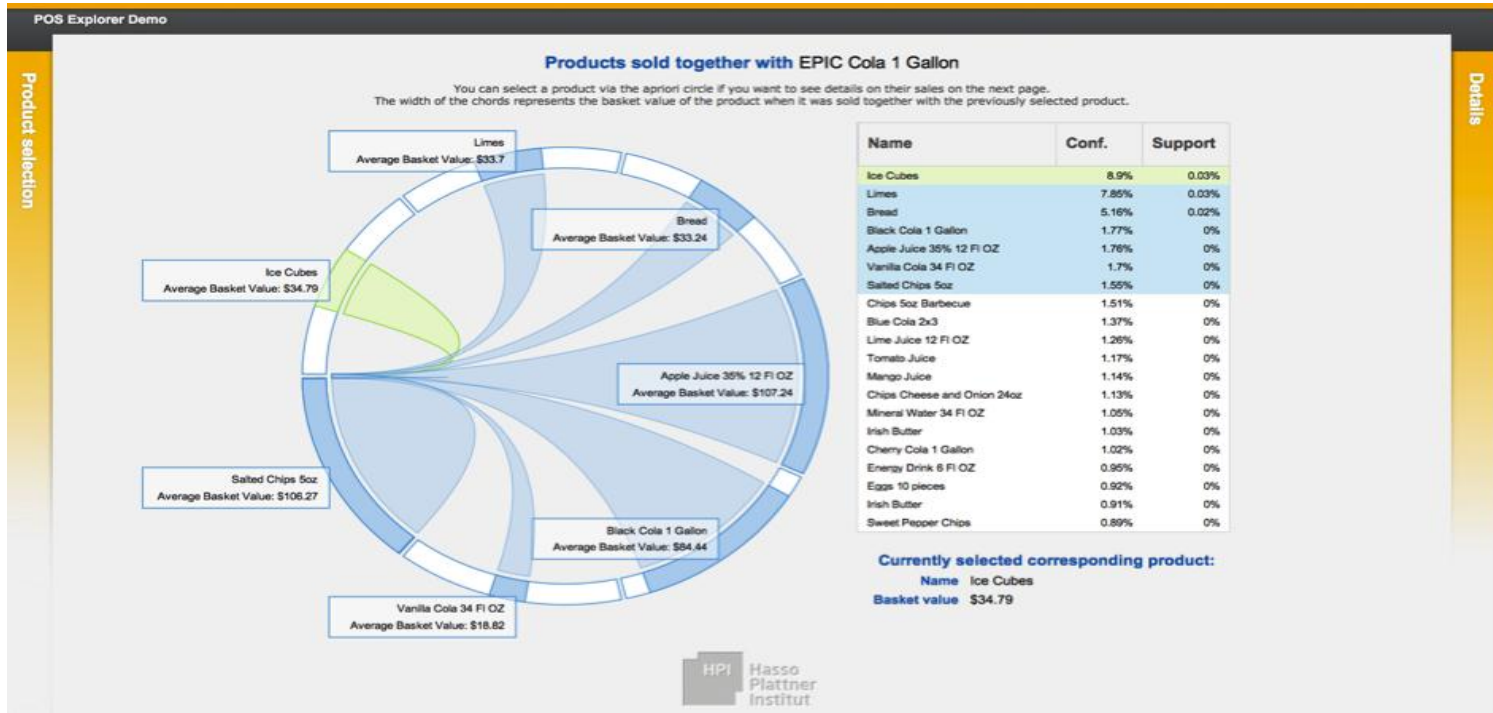 POS Explorer Demo
Product selection
Details
Products sold together with EPIC Cola 1 Gallon
You can select a product via the apriori circle if you want to see details on their sales on the next page.
The width of the chords represents the basket value of the product when it was sold together with the previously selected product.
Limes
Average Basket Value: $33.7
Bread
Average Basket Value: $33.24
Ice Cubes
Average Basket Value: $34.79
Apple Juice 35% 12 Fl OZ
Average Basket Value: $107.24
Salted Chips 5oz
Average Basket Value: $106.27
Black Cola 1 Gallon
Average Basket Value: $84.44
Vanilla Cola 34 Fl OZ
Average Basket Value: $18.82
Name Conf. Support
Ice Cubes 8.9% 0.03%
Limes 7.85% 0.03%
Bread 5.16% 0.02%
Black Cola 1 Gallon 1.77% 0%
Apple Juice 35% 12 Fl OZ 1.76% 0%
Vanilla Cola 34 Fl OZ 1.7% 0%
Salted Chips 5oz 1.55% 0%
Chips 5oz Barbecue 1.51% 0%
Blue Cola 2x3 1.37% 0%
Lime Juice 12 Fl OZ 1.26% 0%
Tomato Juice 1.17% 0%
Mango Juice 1.14% 0%
Chips Cheese and Onion 24oz 1.13% 0%
Mineral Water 34 Fl OZ 1.05% 0%
Irish Butter 1.03% 0%
Cherry Cola 1 Gallon 1.02% 0%
Energy Drink 6 Fl OZ 0.95% 0%
Eggs 10 pieces 0.92% 0%
Irish Butter 0.91% 0%
Sweet Pepper Chips 0.89% 0%
Currently selected corresponding product:
Name Ice Cubes
Basket value $34.79
HPI Hasso
Plattner
Institut